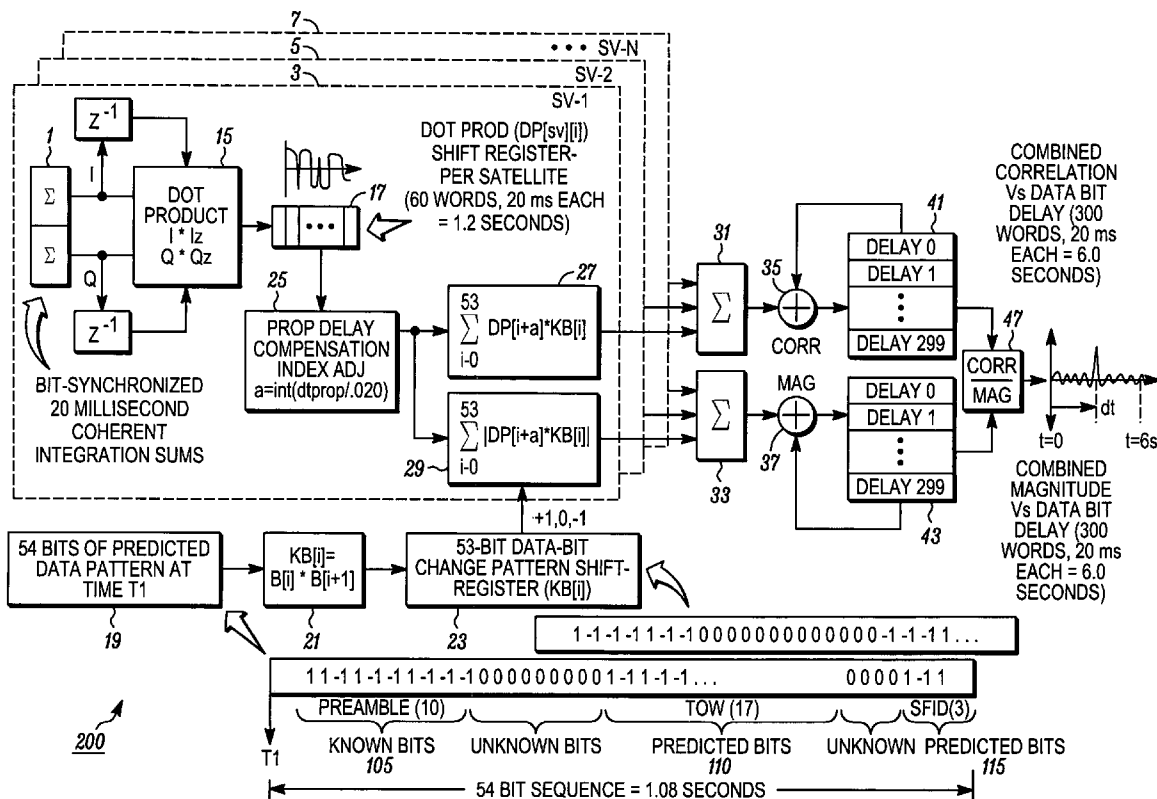 7
5
• • • SV-N
3
SV-2
SV-1
Z⁻¹
1
15
I
Σ
Σ
DOT
PRODUCT
I * Iz
Q * Qz
Q
Z⁻¹
DOT PROD (DP[sv][i])
SHIFT REGISTER-
PER SATELLITE
(60 WORDS, 20 ms EACH
= 1.2 SECONDS)
17
• • •
25
PROP DELAY
COMPENSATION
INDEX ADJ
a=int(dtprop/.020)
27
53
Σ DP[i+a]*KB[i]
i-0
53
Σ |DP[i+a]*KB[i]|
i-0
29
BIT-SYNCHRONIZED
20 MILLISECOND
COHERENT
INTEGRATION SUMS
31
Σ
35
+
CORR
41
DELAY 0
DELAY 1
DELAY 299
COMBINED
CORRELATION
Vs DATA BIT
DELAY (300
WORDS, 20 ms
EACH = 6.0
SECONDS)
Σ
33
MAG
+
37
DELAY 0
DELAY 1
DELAY 299
43
47
CORR
MAG
dt
t=0
t=6s
COMBINED
MAGNITUDE
Vs DATA BIT
DELAY (300
WORDS, 20 ms
EACH = 6.0
SECONDS)
+1,0,-1
54 BITS OF PREDICTED
DATA PATTERN AT
TIME T1
19
KB[i]=
B[i] * B[i+1]
21
53-BIT DATA-BIT
CHANGE PATTERN SHIFT-
REGISTER (KB[i])
23
1-1-1-11-1-1000000000000000-1-1-11...
11-11-11-1-1-1000000000 1-11-1-1... 00001-11
PREAMBLE (10) TOW (17) SFID(3)
KNOWN BITS UNKNOWN BITS PREDICTED BITS UNKNOWN PREDICTED BITS
105 110 115
200
T1
54 BIT SEQUENCE = 1.08 SECONDS